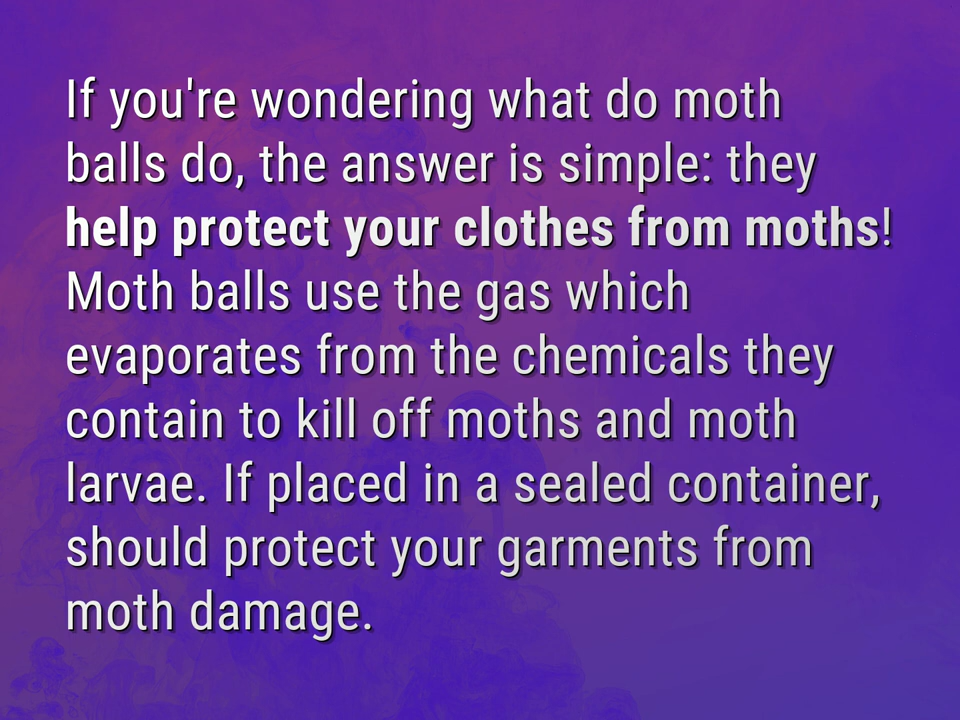 If you're wondering what do moth
balls do, the answer is simple: they
help protect your clothes from moths!
Moth balls use the gas which
evaporates from the chemicals they
contain to kill off moths and moth
larvae. If placed in a sealed container,
should protect your garments from
moth damage.